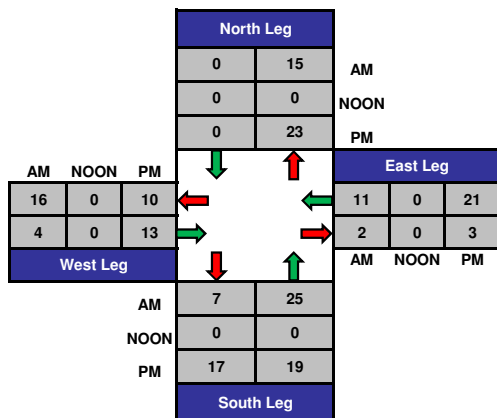 North Leg
0 15 AM
0 0 NOON
0 23 PM
AM NOON PM
East Leg
16 0 10
11 0 21
4 0 13
2 0 3
West Leg
AM NOON PM
AM 7 25
NOON 0 0
PM 17 19
South Leg